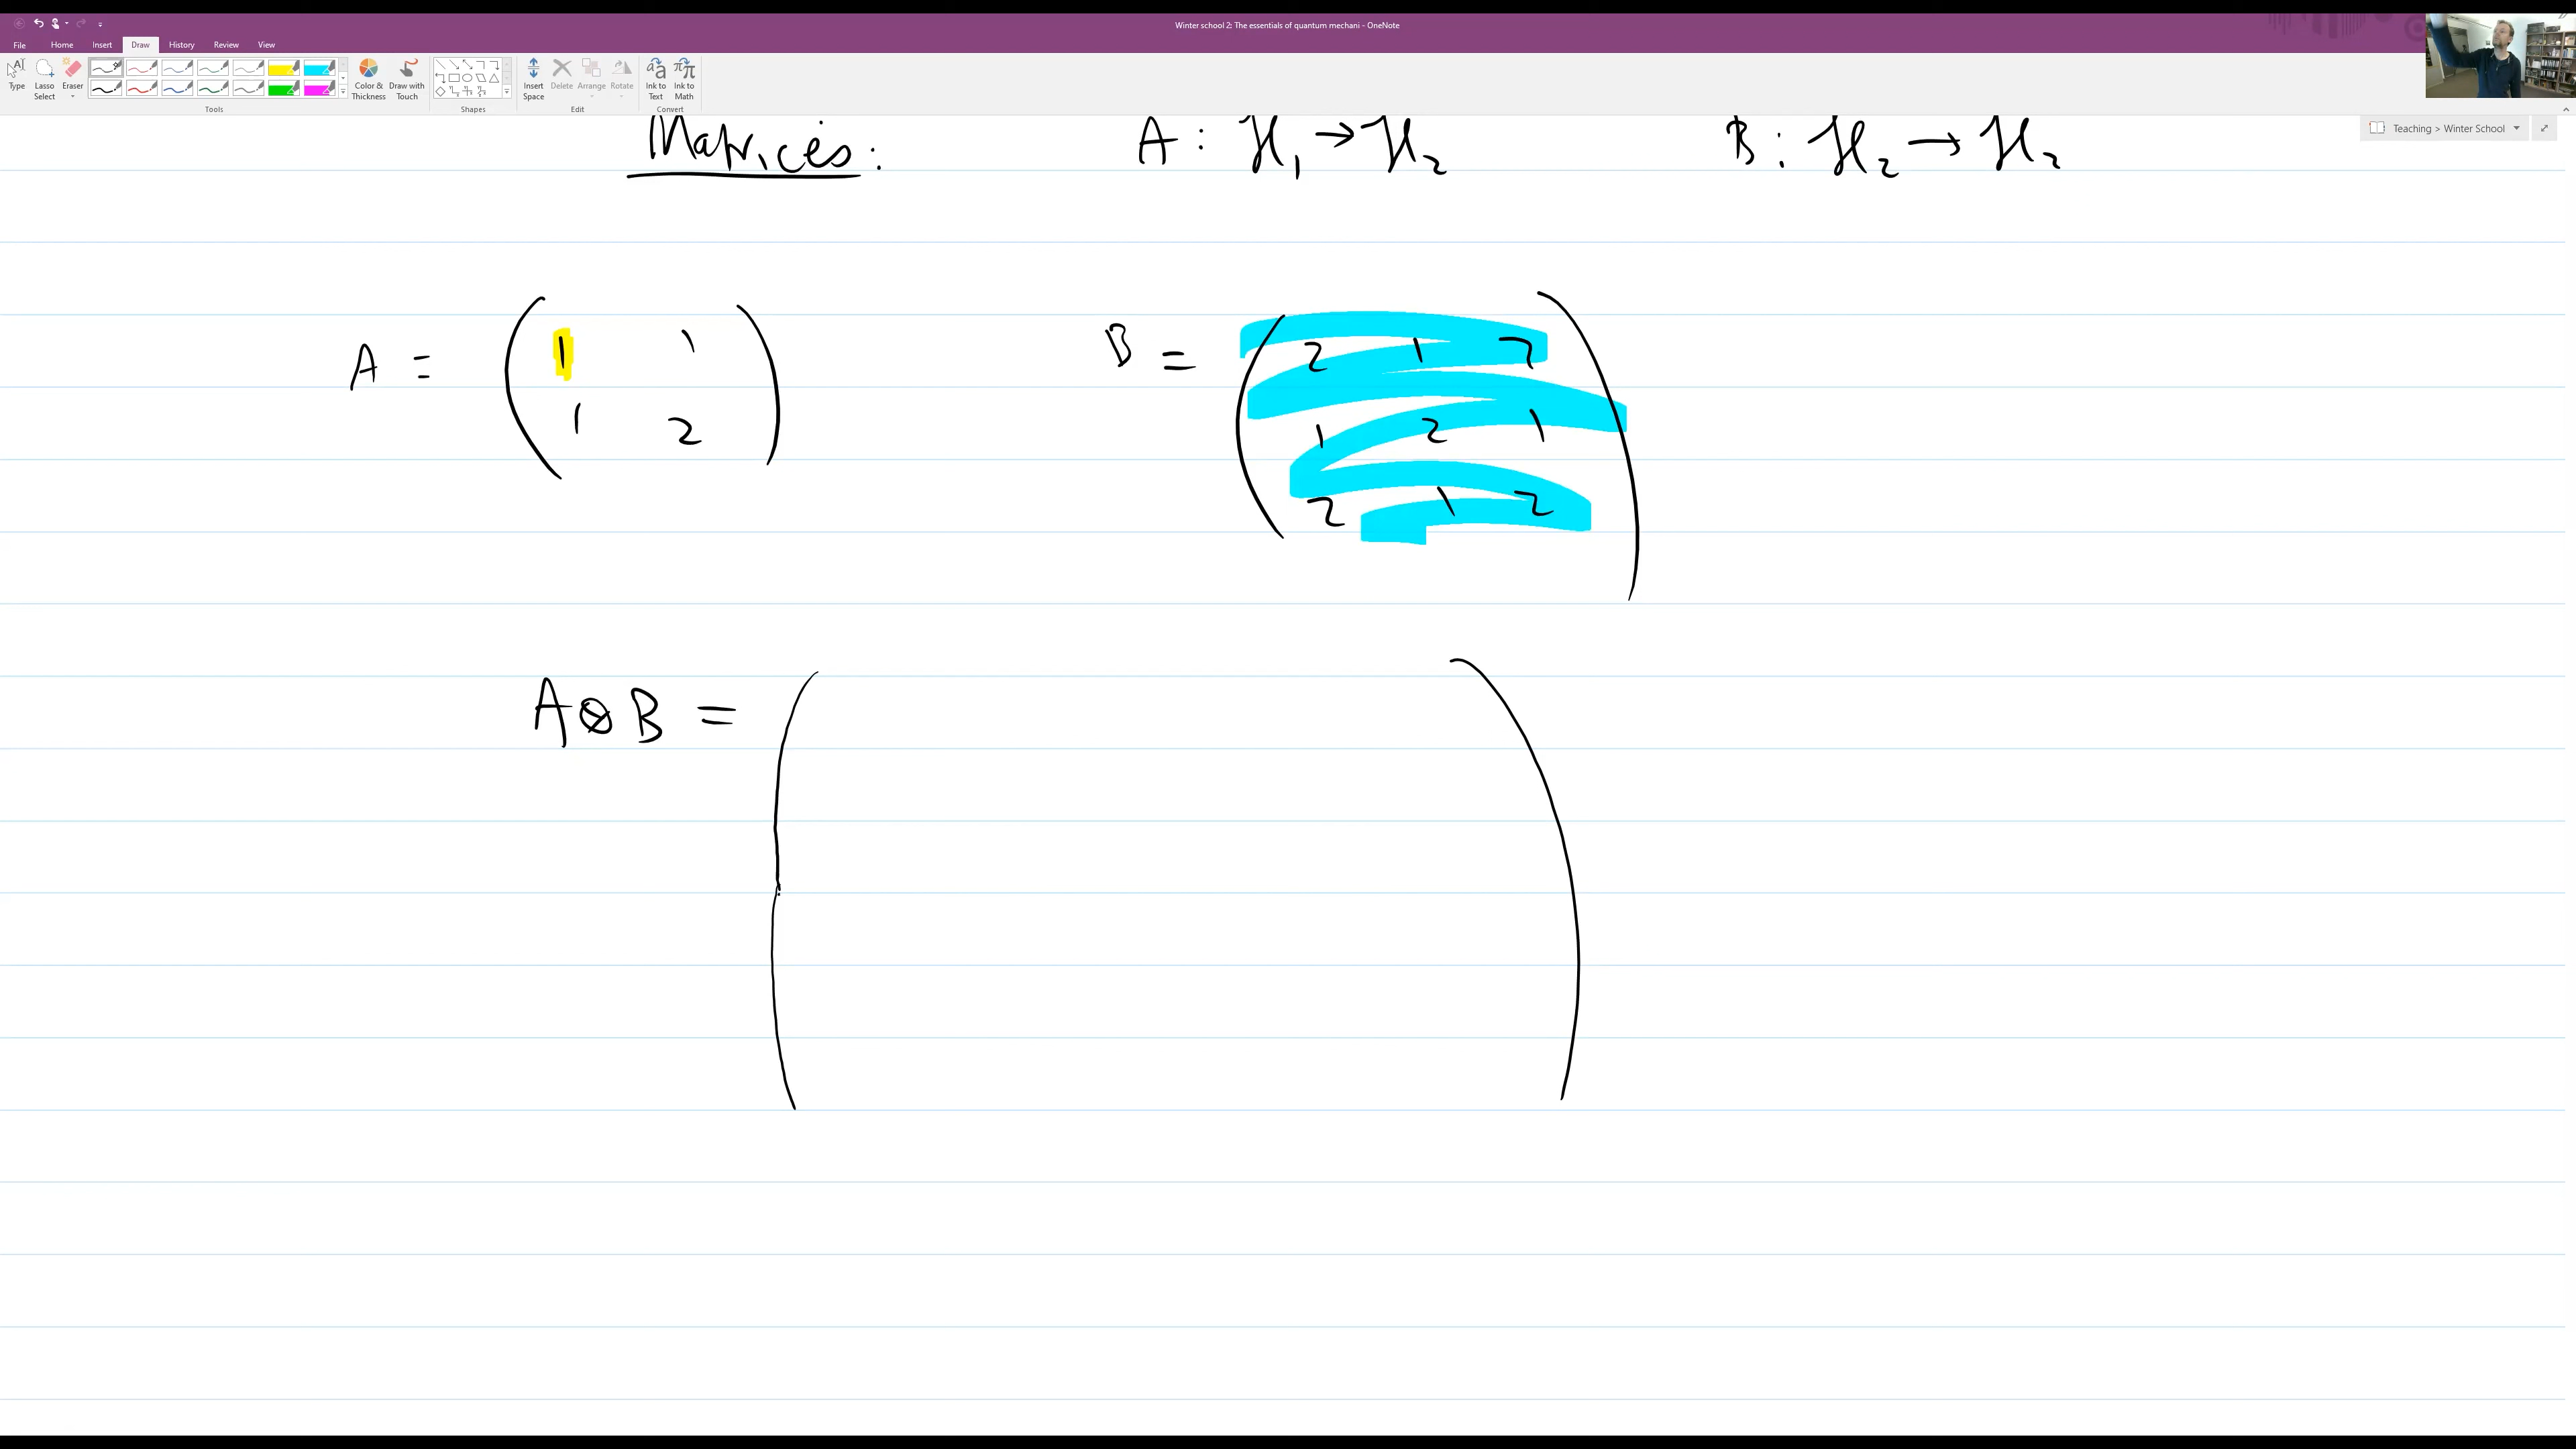 Winter school 2: The essentials of quantum mechani - OneNote
File Home Insert Draw History Review View
Type Lasso Select Eraser Color & Thickness Draw with Touch Insert Space Delete Arrange Rotate Ink to Text Ink to Math
Tools Shapes Edit Convert
Teaching > Winter School
Matrices: A : ℋ₁ → ℋ₂ B : ℋ₂ → ℋ₂
A = ( 1 1
1 2 )
B = ( 2 1 2
1 2 1
2 1 2 )
A ⊗ B = ( )